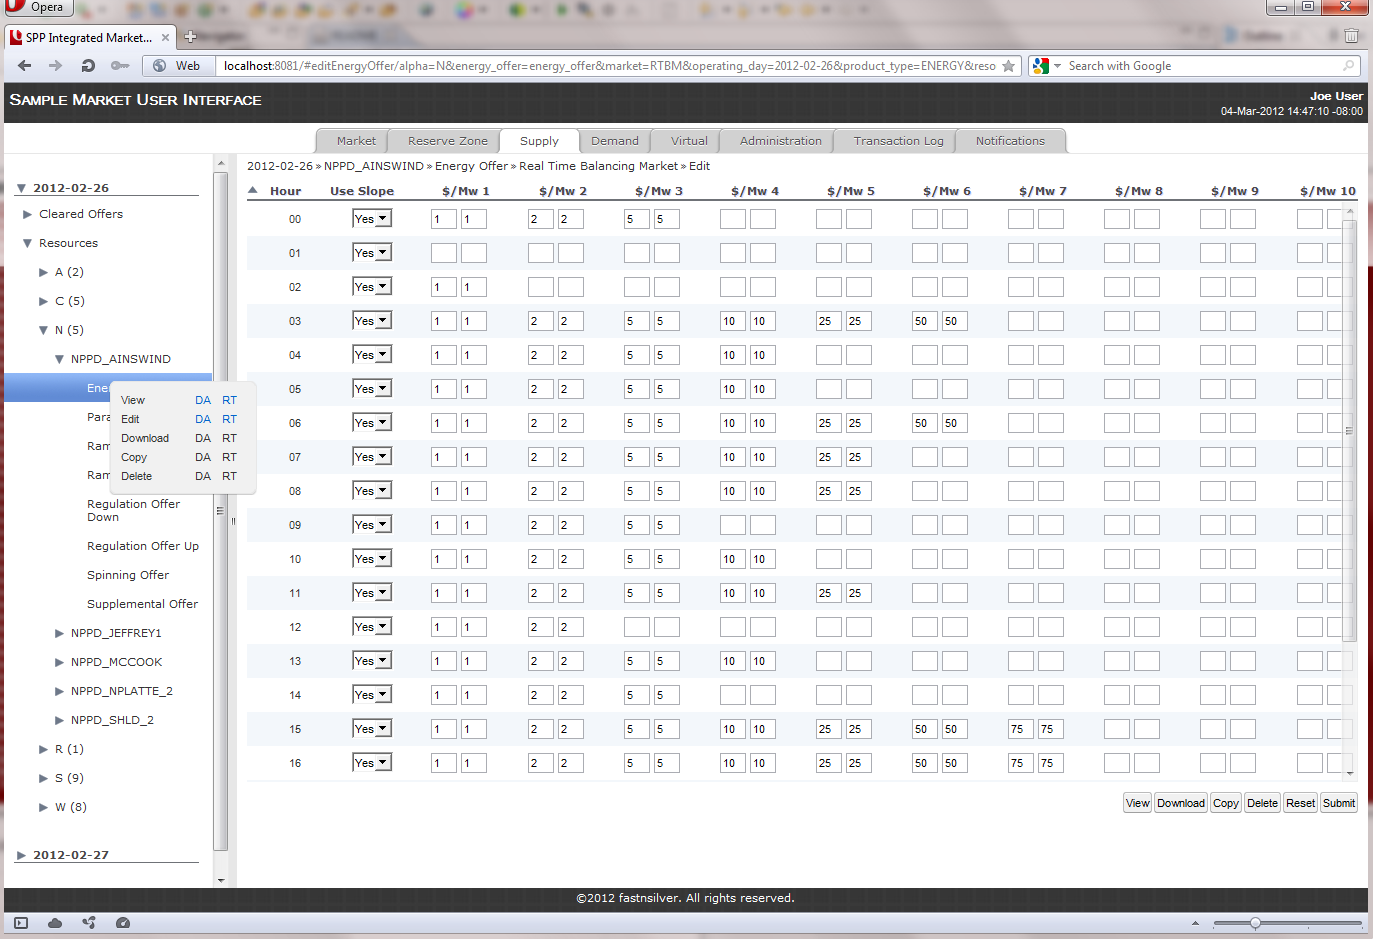 Opera
SPP Integrated Market...
Web
localhost:8081/#editEnergyOffer/alpha=N&energy_offer=energy_offer&market=RTBM&operating_day=2012-02-26&product_type=ENERGY&reso
Search with Google
SAMPLE MARKET USER INTERFACE
Joe User
04-Mar-2012 14:47:10 -08:00
Market Reserve Zone Supply Demand Virtual Administration Transaction Log Notifications
2012-02-26 » NPPD_AINSWIND » Energy Offer » Real Time Balancing Market » Edit
2012-02-26
Cleared Offers
Resources
A (2)
C (5)
N (5)
NPPD_AINSWIND
Ener
Para
Ram
Ram
Regulation Offer
Down
Regulation Offer Up
Spinning Offer
Supplemental Offer
NPPD_JEFFREY1
NPPD_MCCOOK
NPPD_NPLATTE_2
NPPD_SHLD_2
R (1)
S (9)
W (8)
2012-02-27
View DA RT
Edit DA RT
Download DA RT
Copy DA RT
Delete DA RT
Hour Use Slope $/Mw 1 $/Mw 2 $/Mw 3 $/Mw 4 $/Mw 5 $/Mw 6 $/Mw 7 $/Mw 8 $/Mw 9 $/Mw 10
00 Yes 1 1 2 2 5 5
01 Yes
02 Yes 1 1
03 Yes 1 1 2 2 5 5 10 10 25 25 50 50
04 Yes 1 1 2 2 5 5 10 10
05 Yes 1 1 2 2 5 5 10 10
06 Yes 1 1 2 2 5 5 10 10 25 25 50 50
07 Yes 1 1 2 2 5 5 10 10 25 25
08 Yes 1 1 2 2 5 5 10 10 25 25
09 Yes 1 1 2 2 5 5
10 Yes 1 1 2 2 5 5 10 10
11 Yes 1 1 2 2 5 5 10 10 25 25
12 Yes 1 1 2 2
13 Yes 1 1 2 2 5 5 10 10
14 Yes 1 1 2 2 5 5
15 Yes 1 1 2 2 5 5 10 10 25 25 50 50 75 75
16 Yes 1 1 2 2 5 5 10 10 25 25 50 50 75 75
View Download Copy Delete Reset Submit
©2012 fastnsilver. All rights reserved.